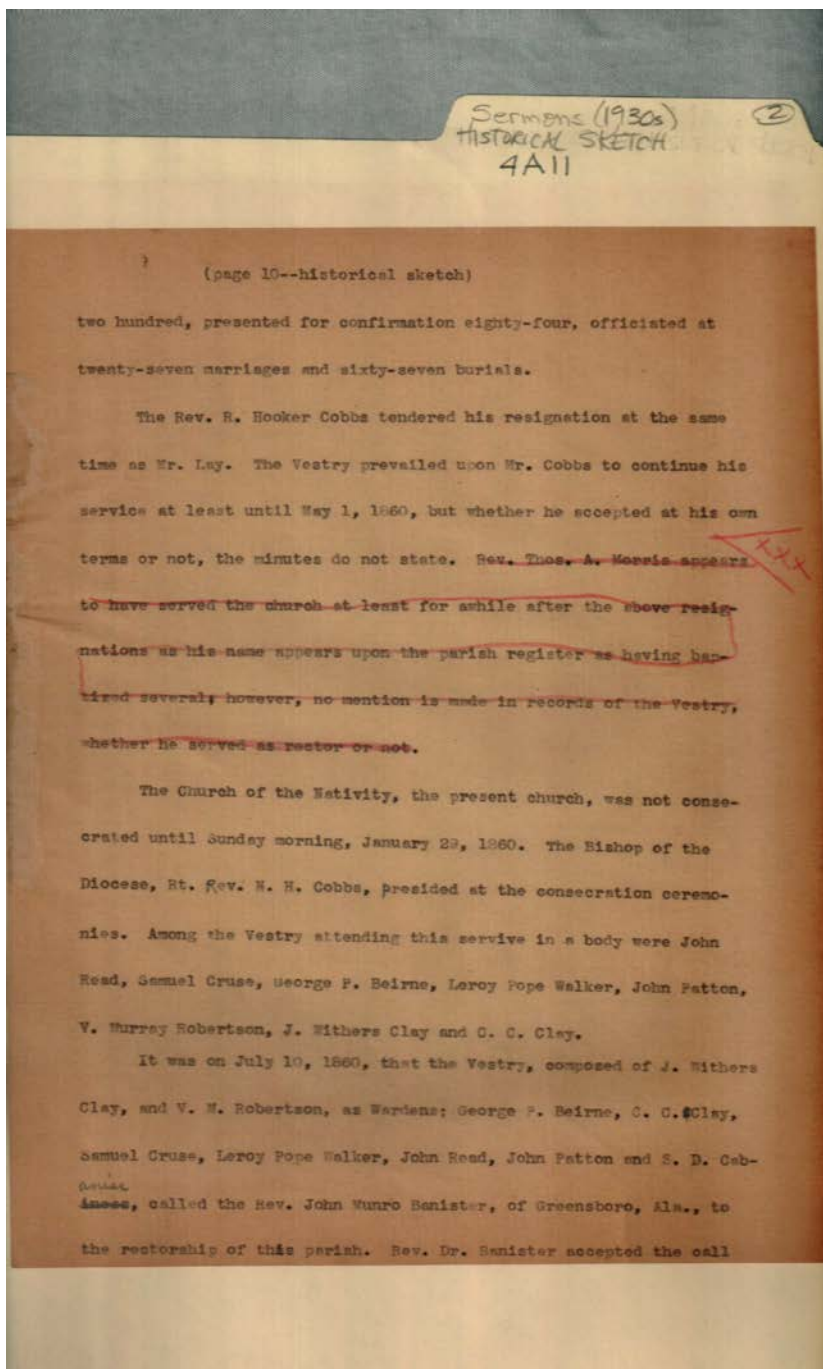 Sermons (1930s)
HISTORICAL SKETCH
4A11
2
(page 10--historical sketch)
two hundred, presented for confirmation eighty-four, officiated at
twenty-seven marriages and sixty-seven burials.
The Rev. R. Hooker Cobbs tendered his resignation at the same
time as Mr. Lay. The Vestry prevailed upon Mr. Cobbs to continue his
service at least until May 1, 1860, but whether he accepted at his own
terms or not, the minutes do not state. Rev. Thos. A. Morris appears
xxx
to have served the church at least for awhile after the above resig-
nations as his name appears upon the parish register as having bap-
tized several; however, no mention is made in records of the Vestry,
whether he served as rector or not.
The Church of the Nativity, the present church, was not conse-
crated until Sunday morning, January 29, 1860. The Bishop of the
Diocese, Rt. Rev. N. H. Cobbs, presided at the consecration ceremo-
nies. Among the Vestry attending this servive in a body were John
Read, Samuel Cruse, George P. Beirne, Leroy Pope Walker, John Patton,
V. Murray Robertson, J. Withers Clay and C. C. Clay.
It was on July 10, 1860, that the Vestry, composed of J. Withers
Clay, and V. M. Robertson, as Wardens; George P. Beirne, C. C. Clay,
Samuel Cruse, Leroy Pope Walker, John Read, John Patton and S. D. Cab-
aniss
iness, called the Rev. John Munro Banister, of Greensboro, Ala., to
the rectorship of this parish. Rev. Dr. Banister accepted the call